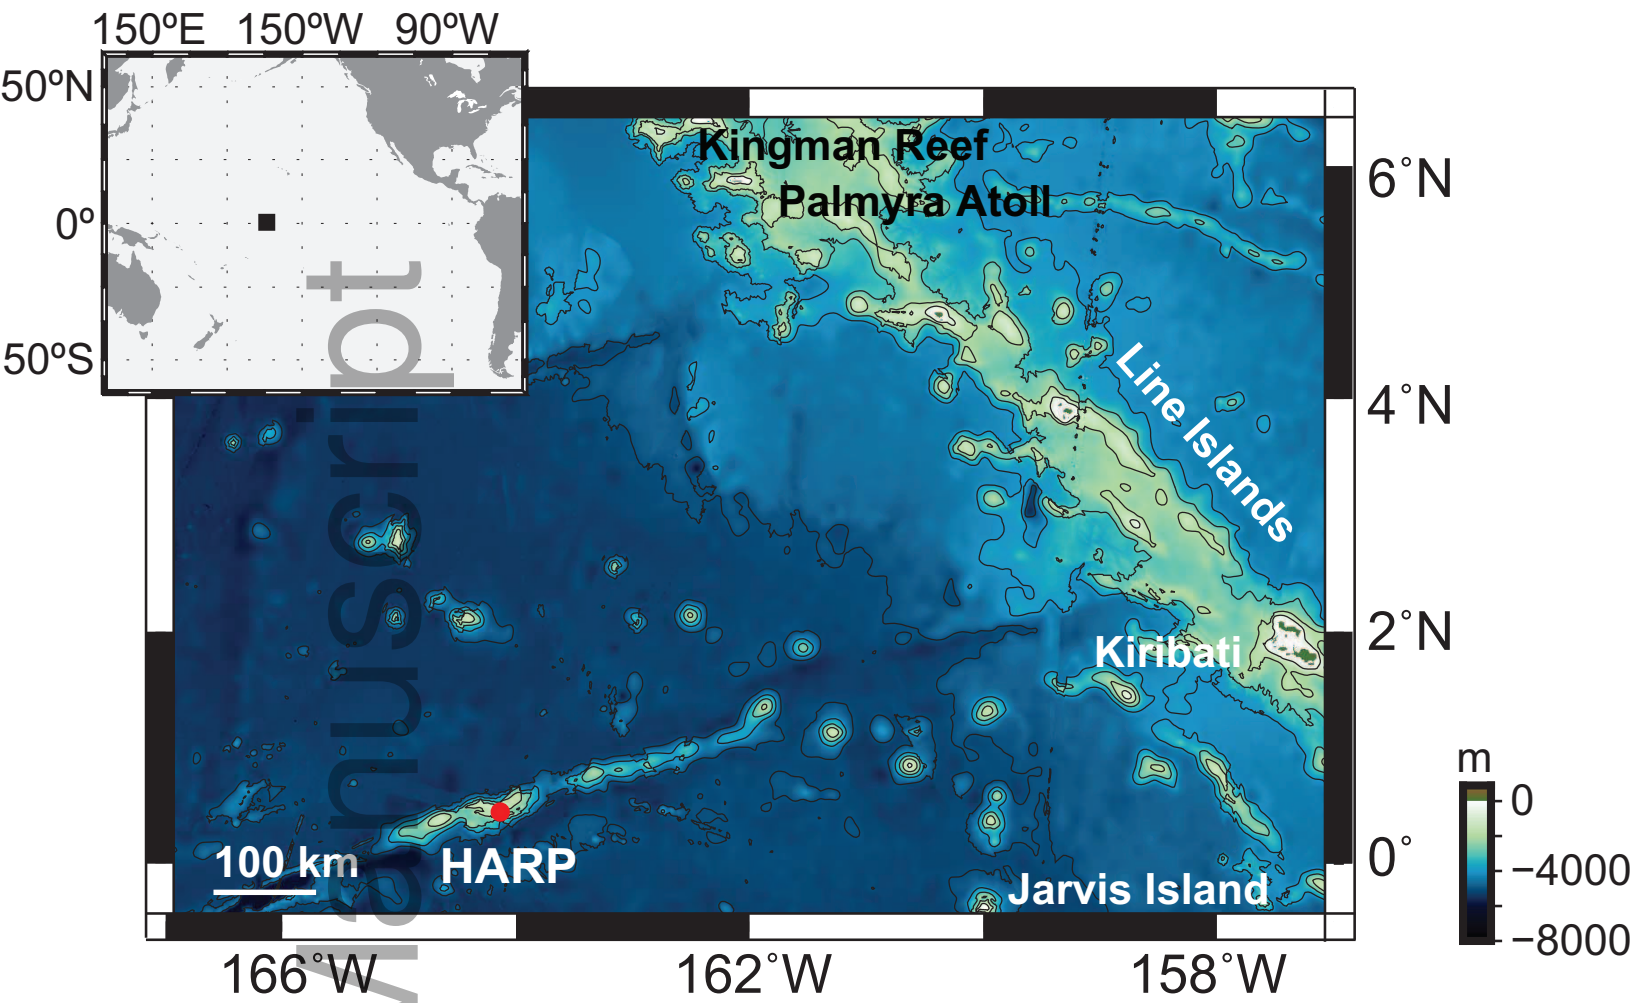 150ºE 150ºW 90ºW
50ºN
0º
50ºS
Kingman Reef
Palmyra Atoll
Line Islands
Kiribati
Jarvis Island
HARP
100 km
6˚N
4˚N
2˚N
0˚
166˚W 162˚W 158˚W
m
0
−4000
−8000
Manuscript